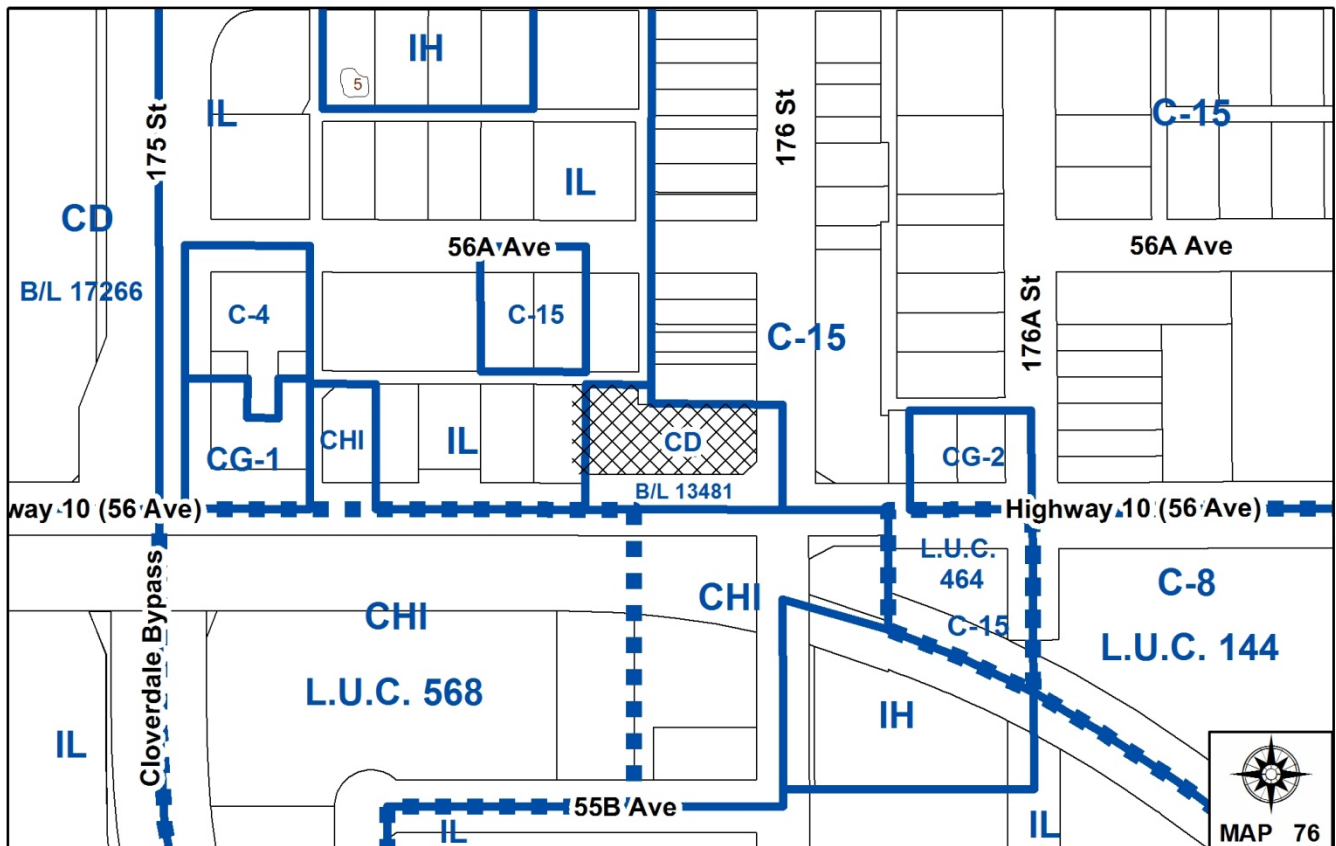 IH
5
175 St
IL
176 St
C-15
IL
CD
56A Ave
56A Ave
B/L 17266
C-4
C-15
C-15
176A St
CHI
IL
CD
CG-1
CG-2
B/L 13481
way 10 (56 Ave)
Highway 10 (56 Ave)
L.U.C.
464
C-15
CHI
C-8
CHI
L.U.C. 144
L.U.C. 568
Cloverdale Bypass
IH
IL
55B Ave
IL
IL
MAP 76